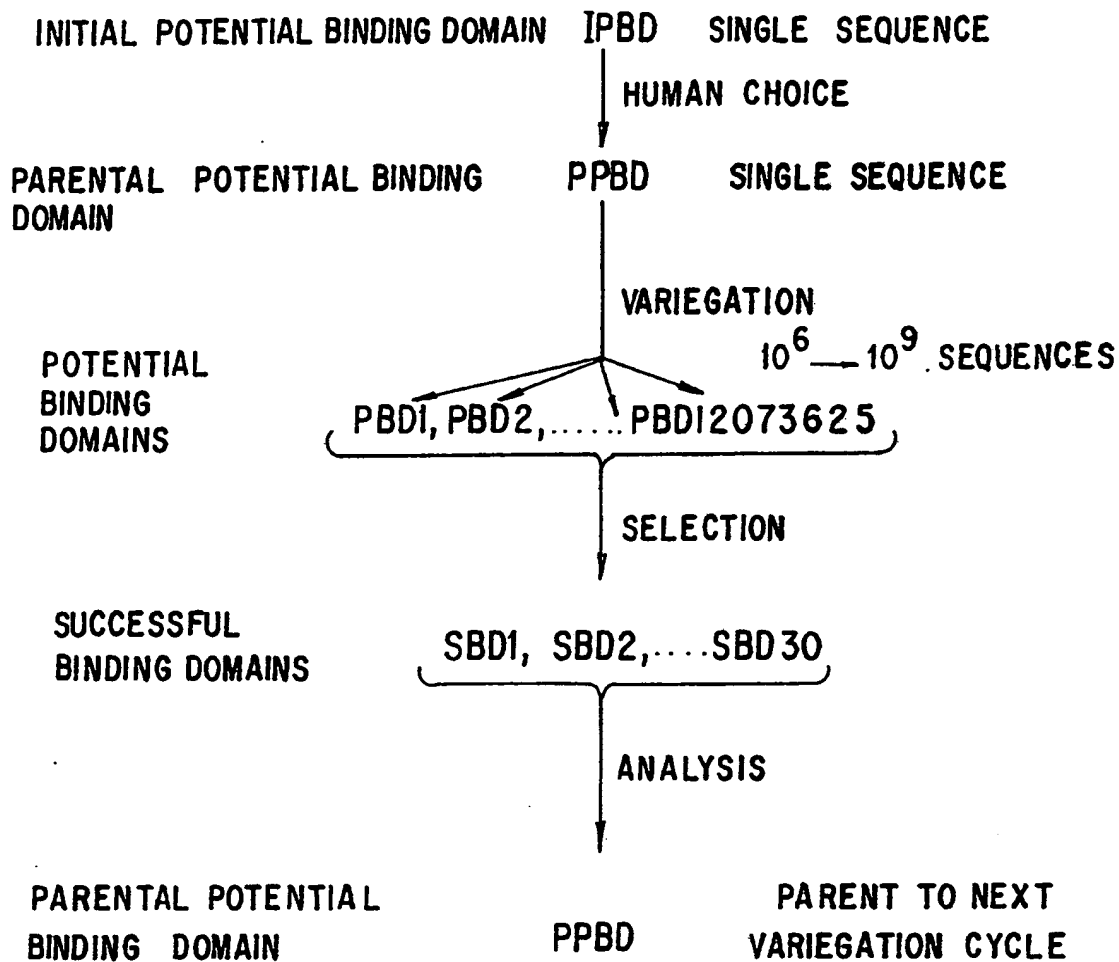 INITIAL POTENTIAL BINDING DOMAIN IPBD SINGLE SEQUENCE
HUMAN CHOICE
PARENTAL POTENTIAL BINDING PPBD SINGLE SEQUENCE
DOMAIN
VARIEGATION
POTENTIAL 10^6 — 10^9 SEQUENCES
BINDING
DOMAINS PBD1, PBD2,...... PBD12073625
SELECTION
SUCCESSFUL
BINDING DOMAINS SBD1, SBD2,....SBD30
ANALYSIS
PARENTAL POTENTIAL PARENT TO NEXT
BINDING DOMAIN PPBD VARIEGATION CYCLE